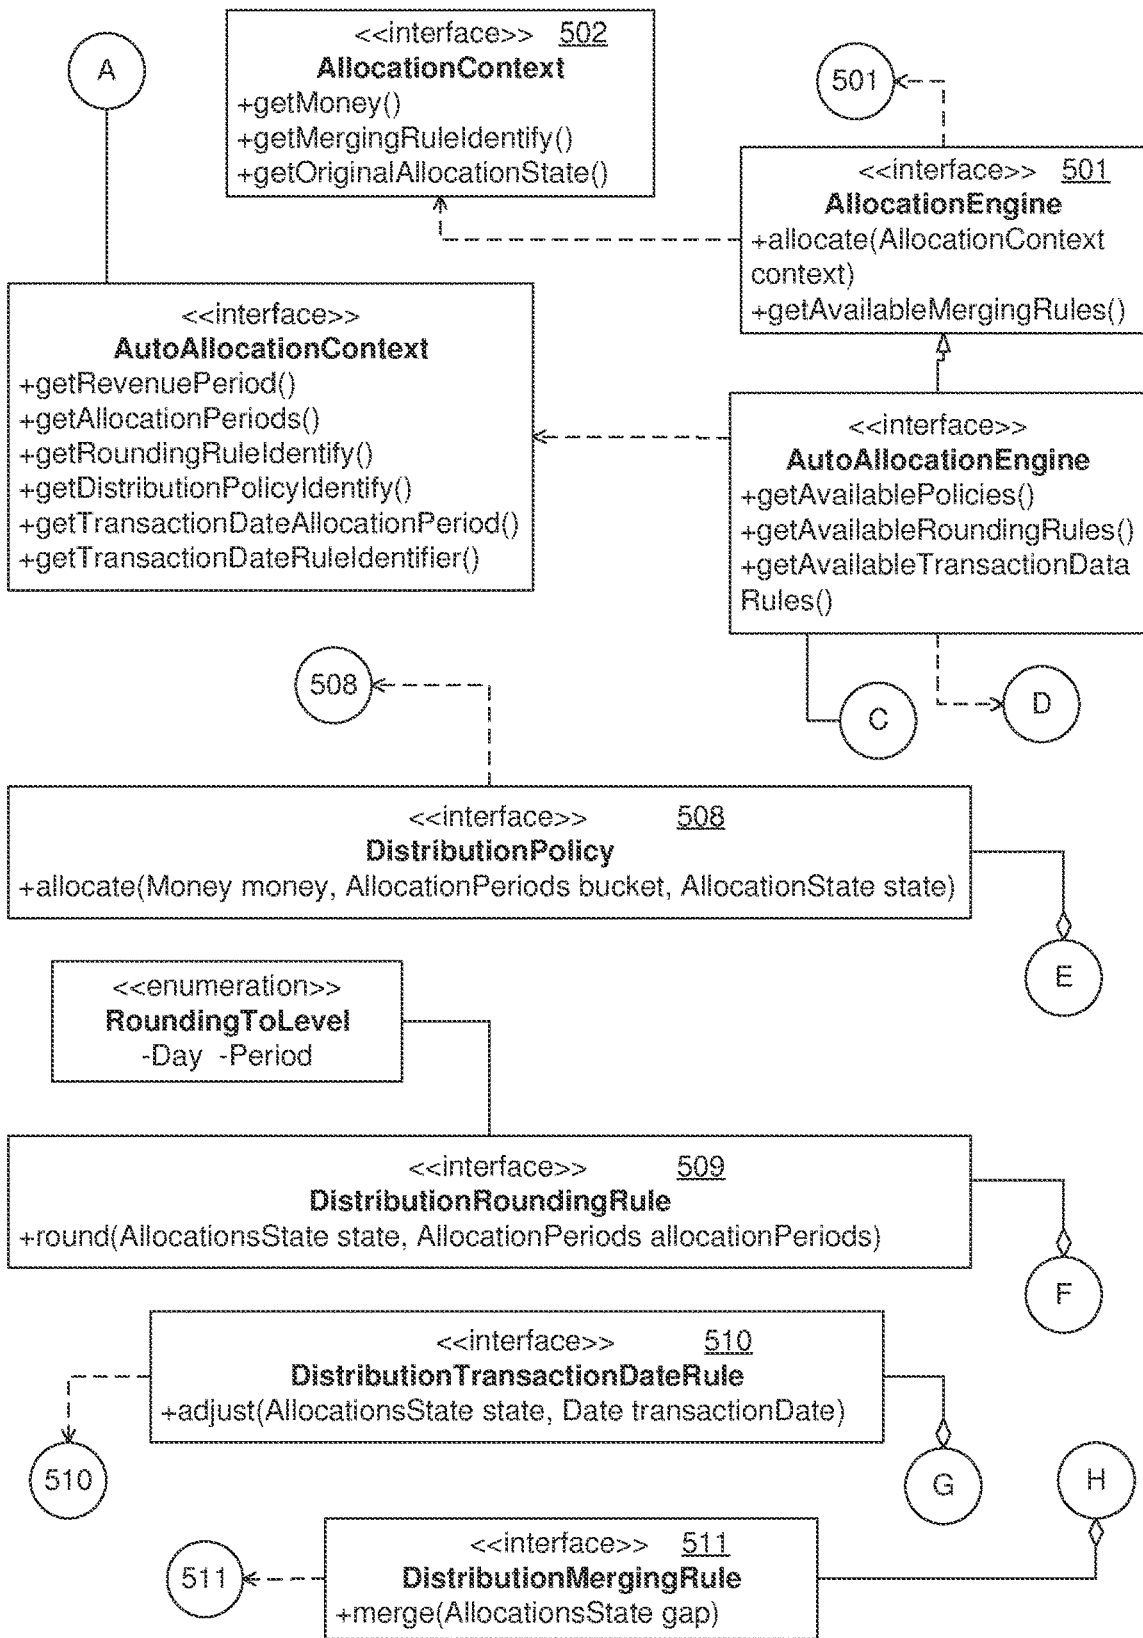 A
<<interface>> 502
AllocationContext
+getMoney()
+getMergingRuleIdentify()
+getOriginalAllocationState()
501
<<interface>> 501
AllocationEngine
+allocate(AllocationContext
context)
+getAvailableMergingRules()
<<interface>>
AutoAllocationContext
+getRevenuePeriod()
+getAllocationPeriods()
+getRoundingRuleIdentify()
+getDistributionPolicyIdentify()
+getTransactionDateAllocationPeriod()
+getTransactionDateRuleIdentifier()
<<interface>>
AutoAllocationEngine
+getAvailablePolicies()
+getAvailableRoundingRules()
+getAvailableTransactionData
Rules()
508
C
D
<<interface>> 508
DistributionPolicy
+allocate(Money money, AllocationPeriods bucket, AllocationState state)
E
<<enumeration>>
RoundingToLevel
-Day -Period
<<interface>> 509
DistributionRoundingRule
+round(AllocationsState state, AllocationPeriods allocationPeriods)
F
<<interface>> 510
DistributionTransactionDateRule
+adjust(AllocationsState state, Date transactionDate)
510
G
H
<<interface>> 511
DistributionMergingRule
+merge(AllocationsState gap)
511